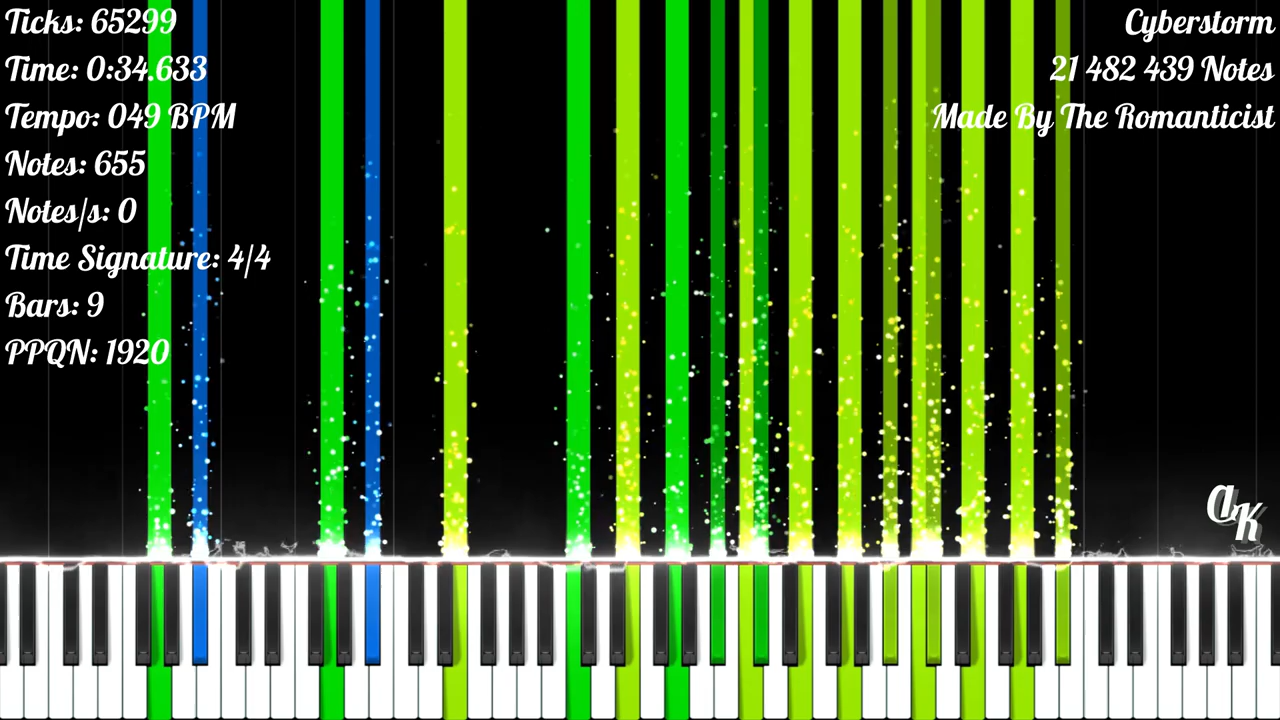 Ticks: 65299
Time: 0:34.633
Tempo: 049 BPM
Notes: 655
Notes/s: 0
Time Signature: 4/4
Bars: 9
PPQN: 1920
Cyberstorm
21 482 439 Notes
Made By The Romanticist
AK